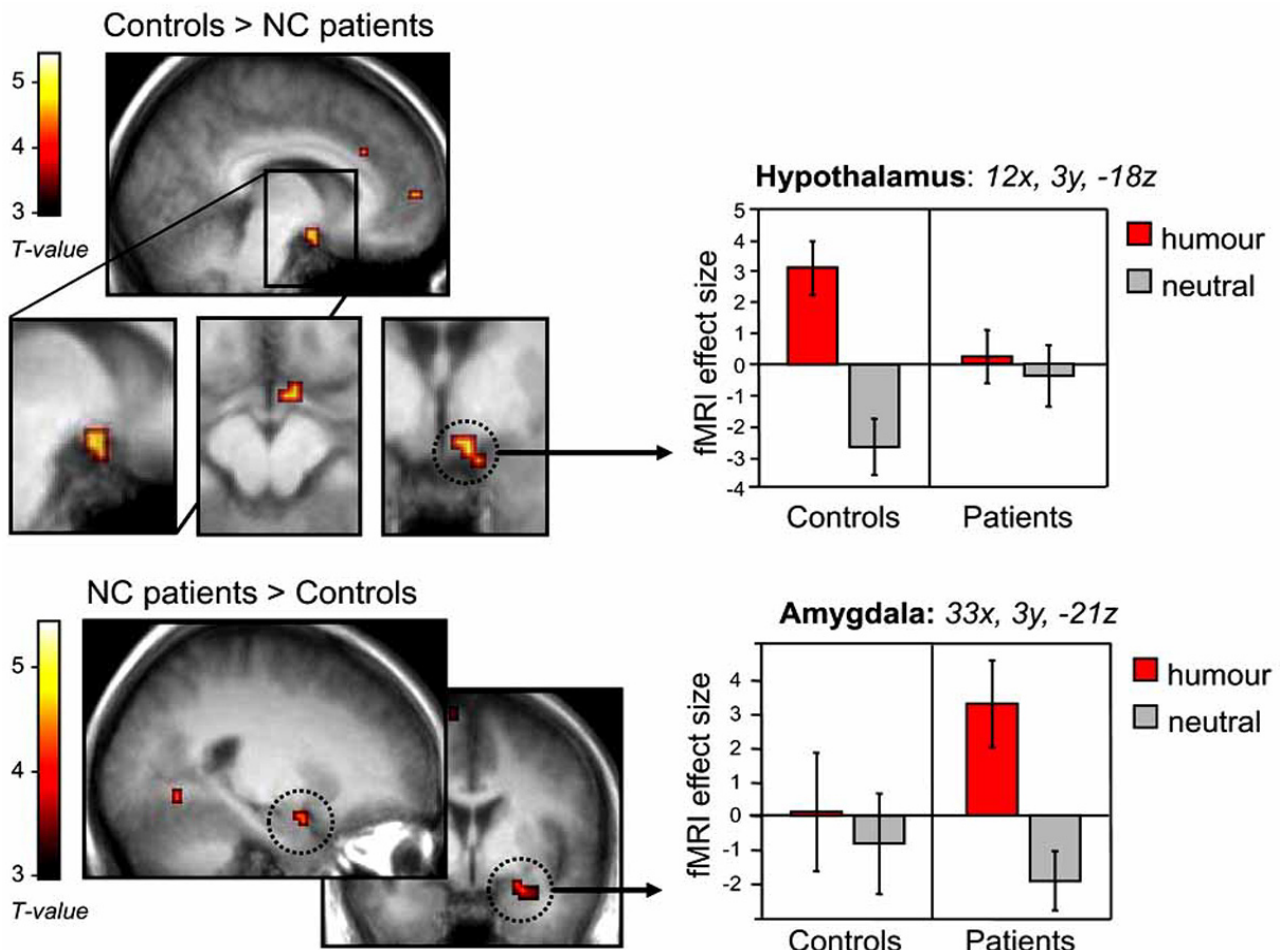 Controls > NC patients
5
4
3
T-value
Hypothalamus: 12x, 3y, -18z
fMRI effect size
5
4
3
2
1
0
-1
-2
-3
-4
humour
neutral
Controls
Patients
NC patients > Controls
5
4
3
T-value
Amygdala: 33x, 3y, -21z
fMRI effect size
4
3
2
1
0
-1
-2
humour
neutral
Controls
Patients